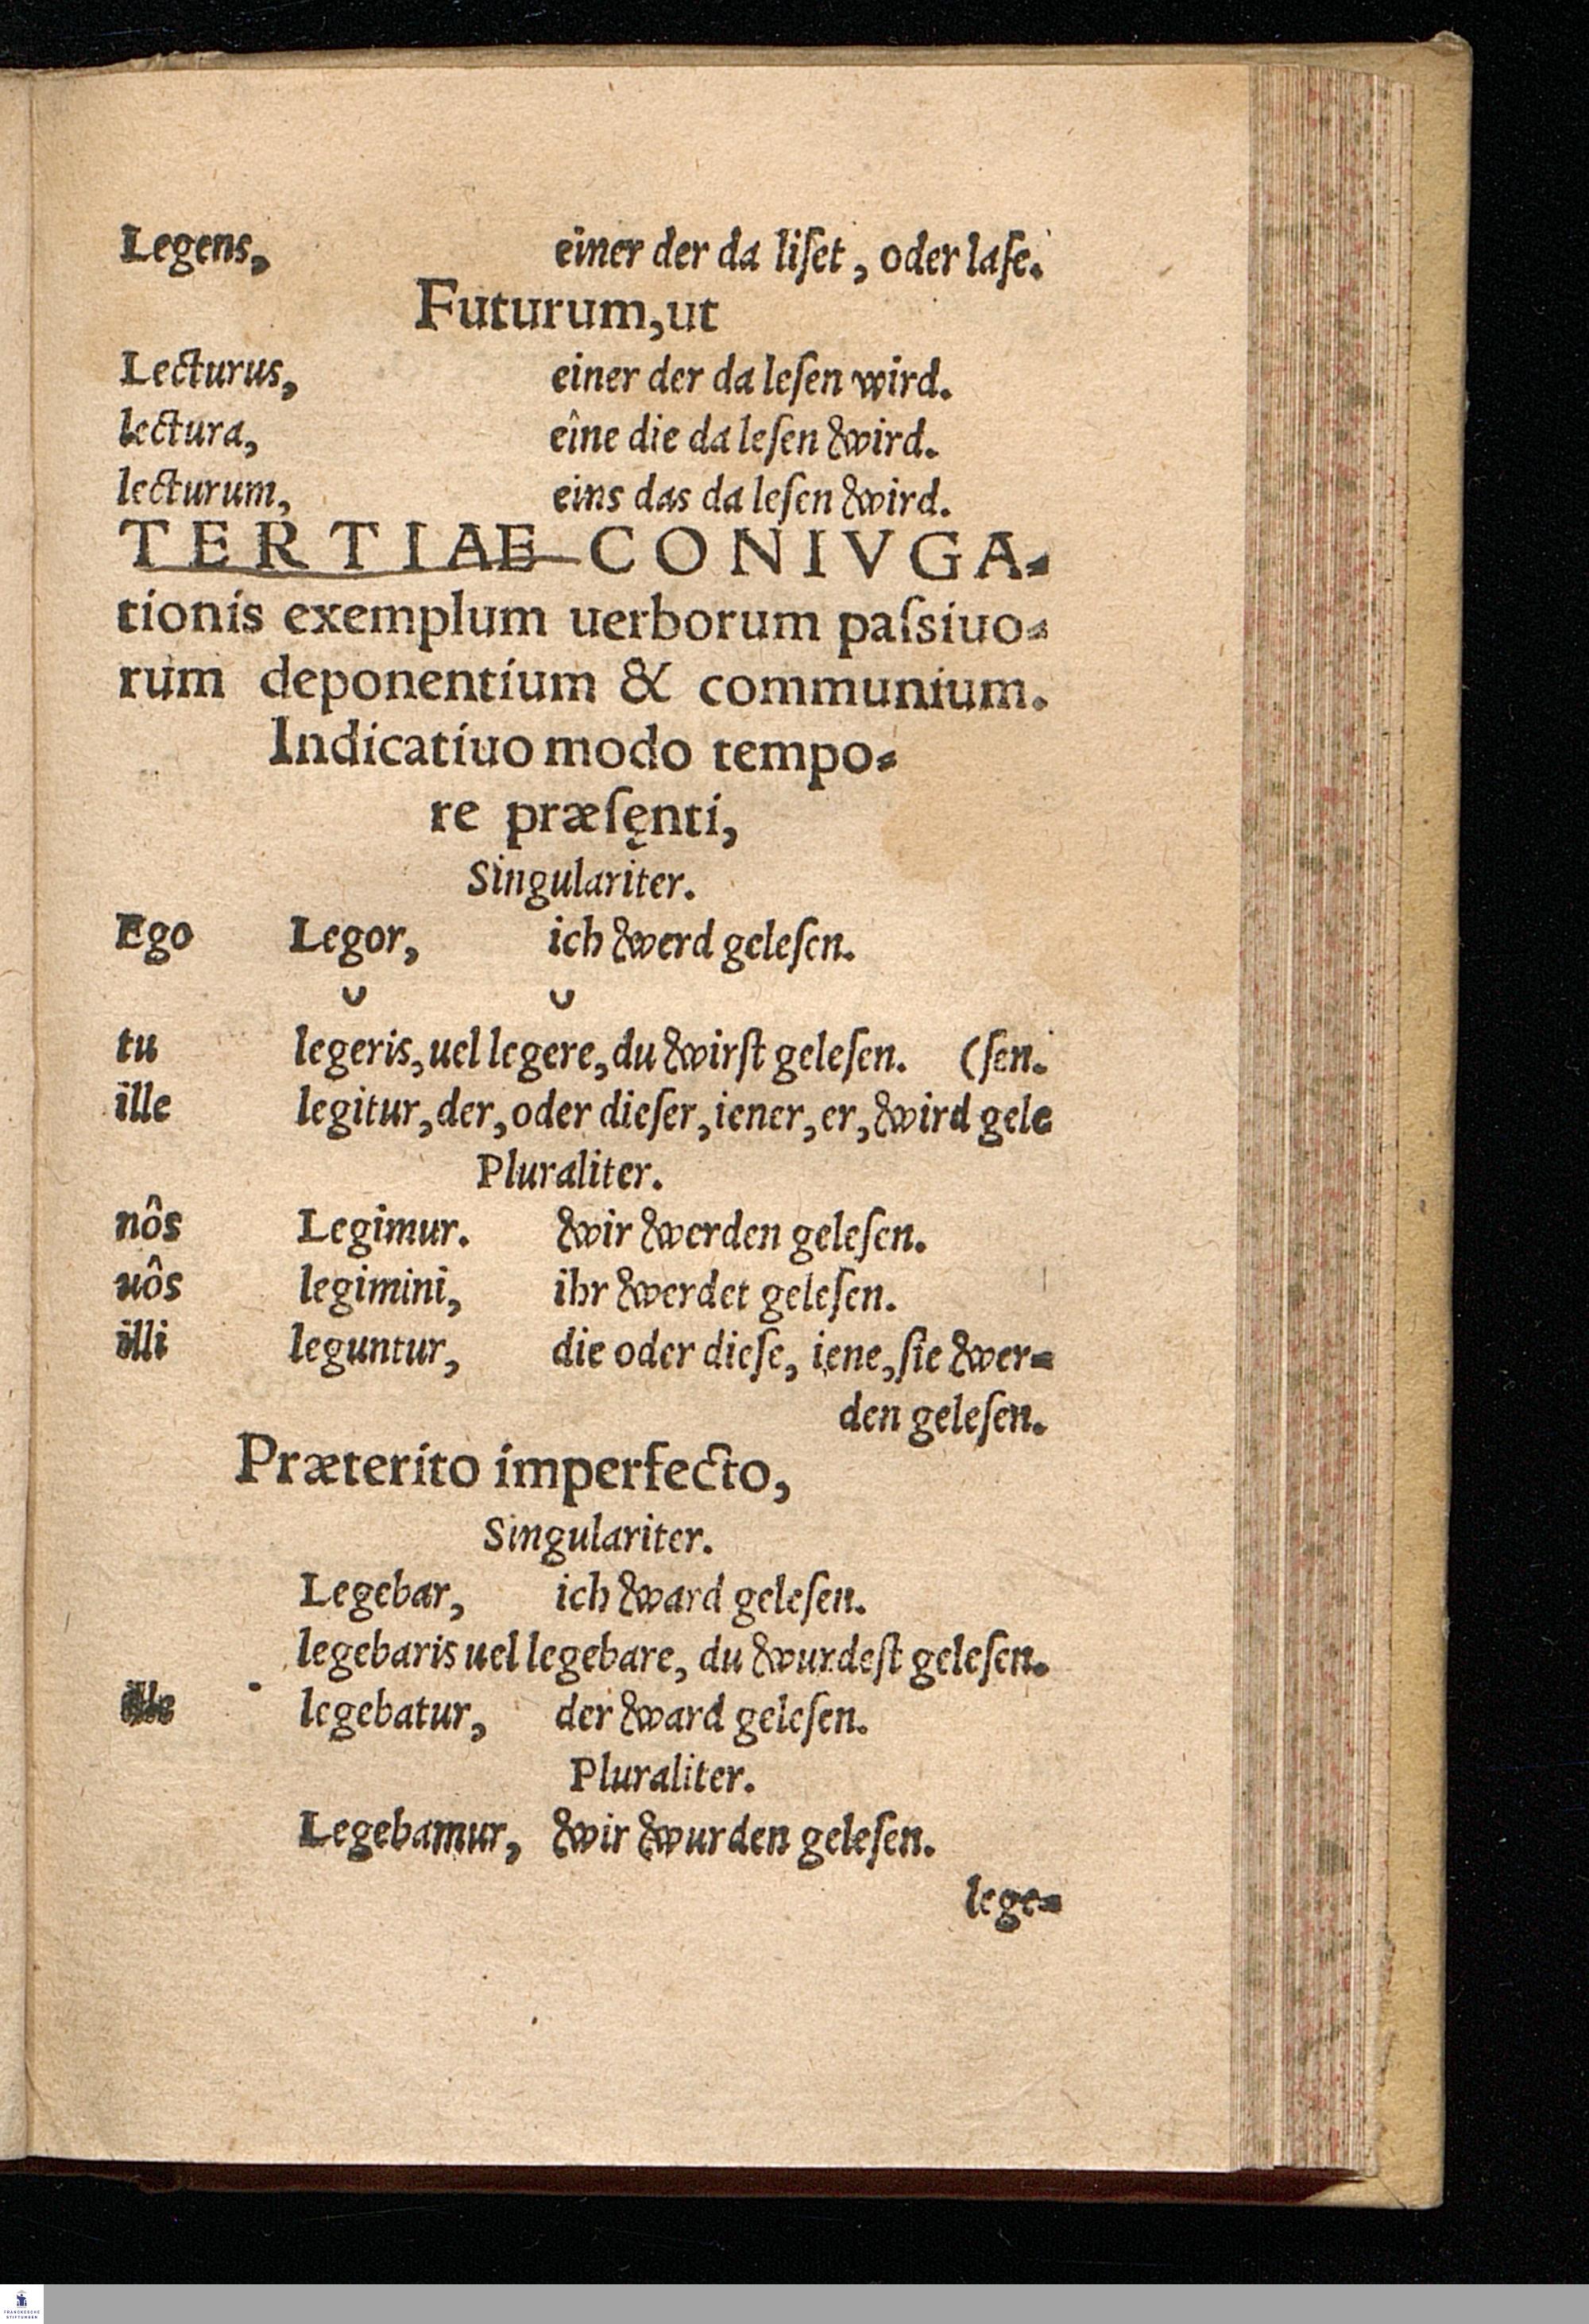 Legens, einer der da liſet, oder laſe.
Futurum, ut
Lecturus, einer der da leſen wird.
lectura, eîne die da leſen wird.
lecturum, eins das da leſen wird.
TERTIAE CONIVGA-
tionis exemplum uerborum paſsiuo-
rum deponentium & communium.
Indicatiuo modo tempo-
re præſęnti,
Singulariter.
Ego Legor, ich werd geleſen.
˘ ˘
tu legeris, uel legere, du wirſt geleſen. (ſen.
ille legitur, der, oder dieſer, iener, er, wird gele
Pluraliter.
nôs Legimur. wir werden geleſen.
uôs legimini, ihr werdet geleſen.
illi leguntur, die oder dieſe, iene, ſie wer-
den geleſen.
Præterito imperfecto,
Singulariter.
Legebar, ich ward geleſen.
legebaris uel legebare, du wurdeſt geleſen.
ille legebatur, der ward geleſen.
Pluraliter.
Legebamur, wir wurden geleſen.
lege-
FRANCKESCHE
STIFTUNGEN